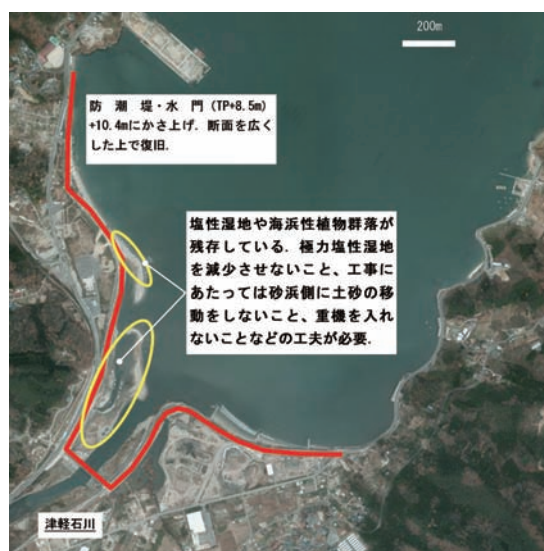 200m
防潮堤・水門（TP+8.5m）
+10.4mにかさ上げ．断面を広く
した上で復旧．
塩性湿地や海浜性植物群落が
残存している．極力塩性湿地
を減少させないこと、工事に
あたっては砂浜側に土砂の移
動をしないこと、重機を入れ
ないことなどの工夫が必要．
津軽石川